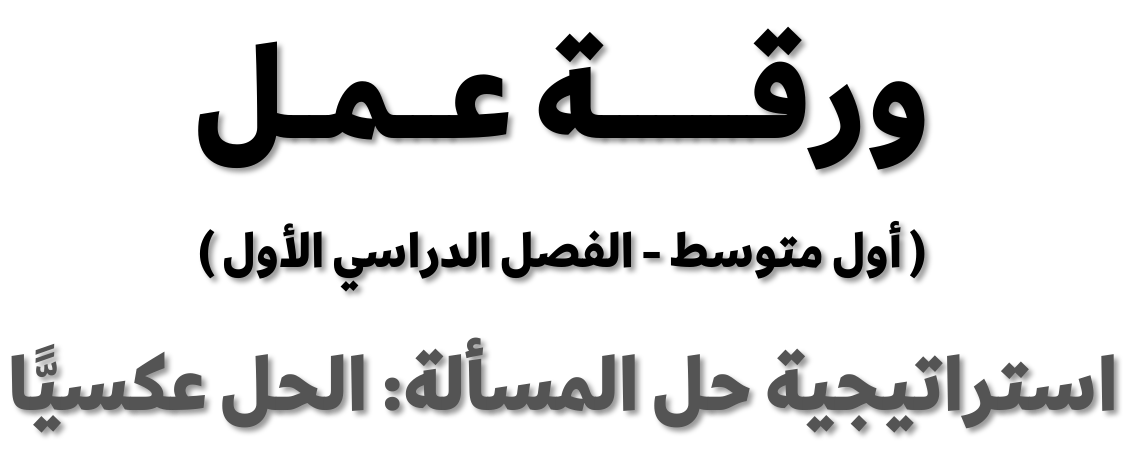 ورقة عمل
( أول متوسط - الفصل الدراسي الأول )
استراتيجية حل المسألة: الحل عكسيًّا